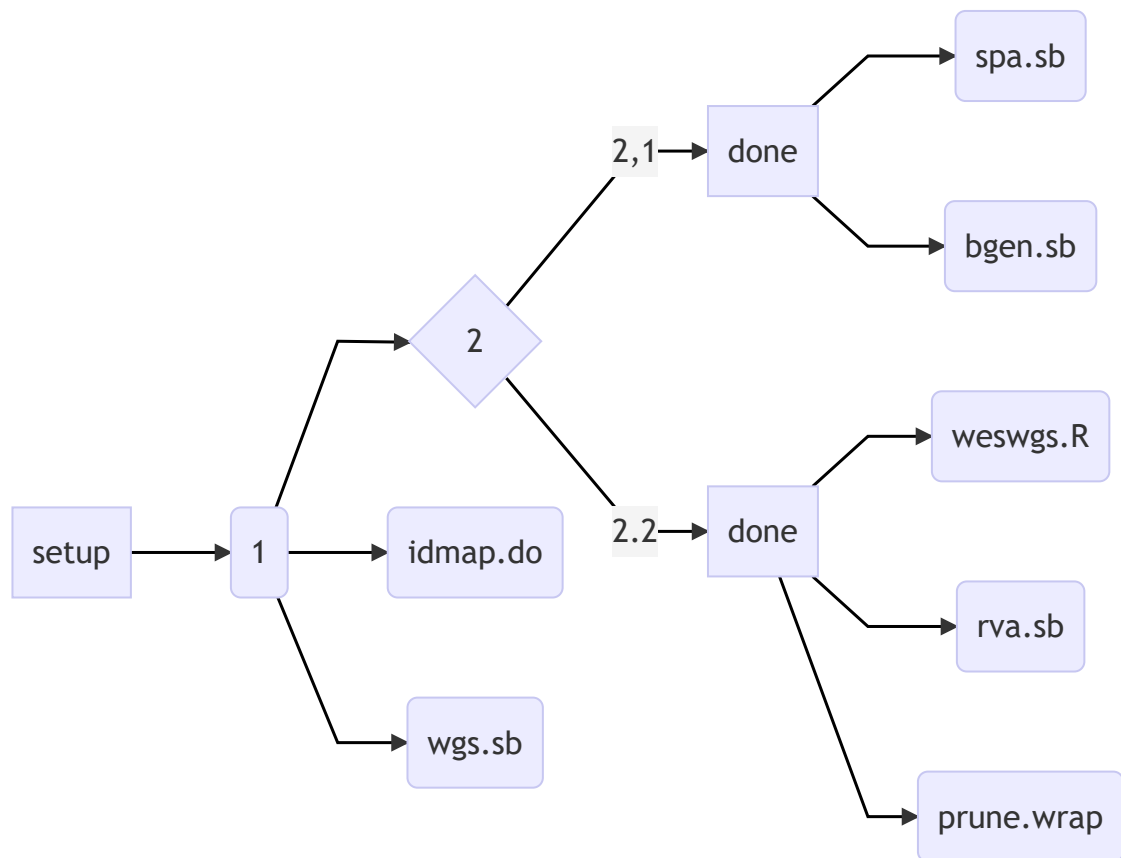 spa.sb
2,1
done
bgen.sb
2
weswgs.R
2.2
done
setup
1
idmap.do
rva.sb
wgs.sb
prune.wrap